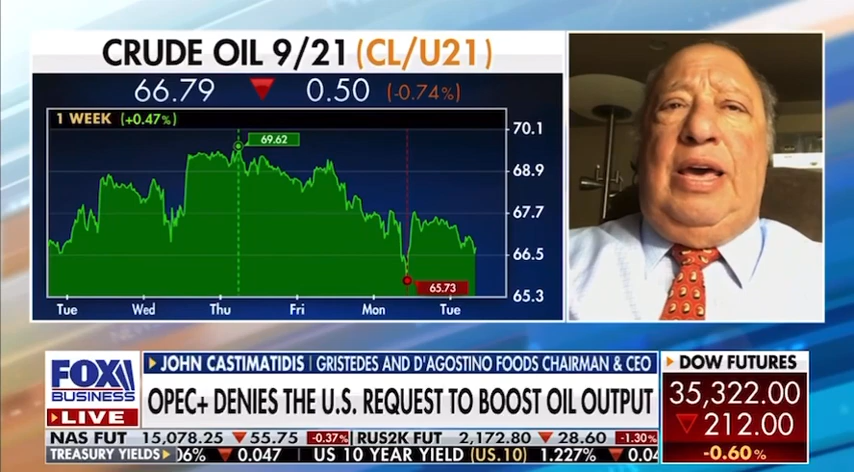 CRUDE OIL 9/21 (CL/U21)
66.79 ▼ 0.50 (-0.74%)
1 WEEK (+0.47%)
69.62
65.73
70.1
68.9
67.7
66.5
65.3
Tue Wed Thu Fri Mon Tue
FOX
BUSINESS
LIVE
JOHN CASTIMATIDIS | GRISTEDES AND D'AGOSTINO FOODS CHAIRMAN & CEO
OPEC+ DENIES THE U.S. REQUEST TO BOOST OIL OUTPUT
NAS FUT 15,078.25 ▼ 55.75 -0.37% RUS2K FUT 2,172.80 ▼ 28.60 -1.30%
TREASURY YIELDS 06% ▼ 0.047 US 10 YEAR YIELD (US.10) 1.227% ▼ 0.04
DOW FUTURES
35,322.00
▼ 212.00
-0.60%